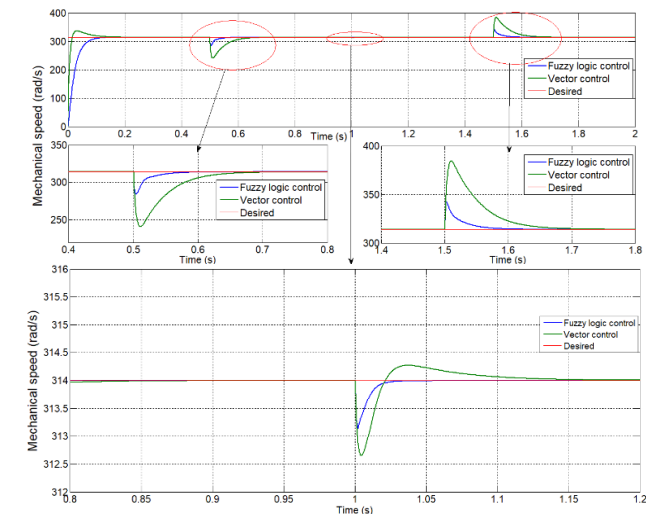 400
300
200
100
0
0
0.2
0.4
0.6
0.8
1
1.2
1.4
1.6
1.8
2
Time (s)
Fuzzy logic control
Vector control
Desired
Mechanical speed (rad/s)
350
300
250
0.4
0.5
0.6
0.7
0.8
Time (s)
Fuzzy logic control
Vector control
Desired
400
350
300
1.4
1.5
1.6
1.7
1.8
Time (s)
Fuzzy logic control
Vector control
Desired
Mechanical speed (rad/s)
316
315.5
315
314.5
314
313.5
313
312.5
312
0.8
0.85
0.9
0.95
1
1.05
1.1
1.15
1.2
Time (s)
Fuzzy logic control
Vector control
Desired